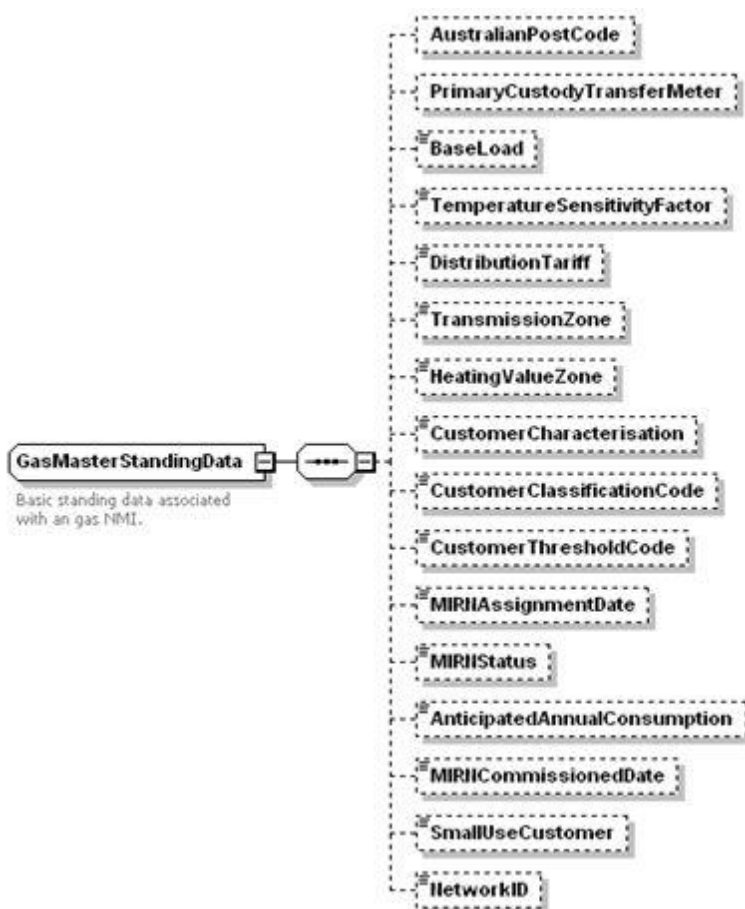 AustralianPostCode
PrimaryCustodyTransferMeter
BaseLoad
TemperatureSensitivityFactor
DistributionTariff
TransmissionZone
HeatingValueZone
CustomerCharacterisation
GasMasterStandingData
Basic standing data associated
with an gas NMI.
CustomerClassificationCode
CustomerThresholdCode
MIRNAssignmentDate
MIRNStatus
AnticipatedAnnualConsumption
MIRNCommissionedDate
SmallUseCustomer
NetworkID